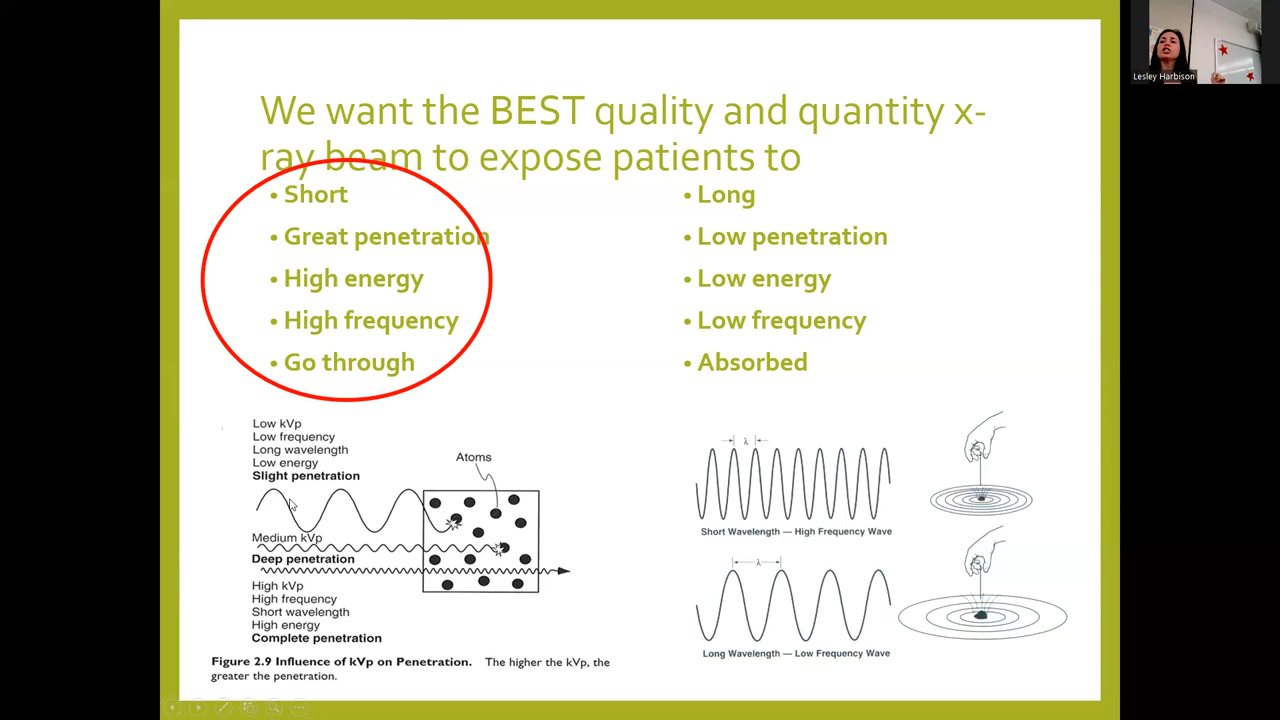 We want the BEST quality and quantity x-
ray beam to expose patients to
• Short
• Great penetration
• High energy
• High frequency
• Go through
• Long
• Low penetration
• Low energy
• Low frequency
• Absorbed
Low kVp
Low frequency
Long wavelength
Low energy
Slight penetration
Atoms
Medium kVp
Deep penetration
High kVp
High frequency
Short wavelength
High energy
Complete penetration
Figure 2.9 Influence of kVp on Penetration. The higher the kVp, the
greater the penetration.
λ
Short Wavelength — High Frequency Wave
λ
Long Wavelength — Low Frequency Wave
Lesley Harbison